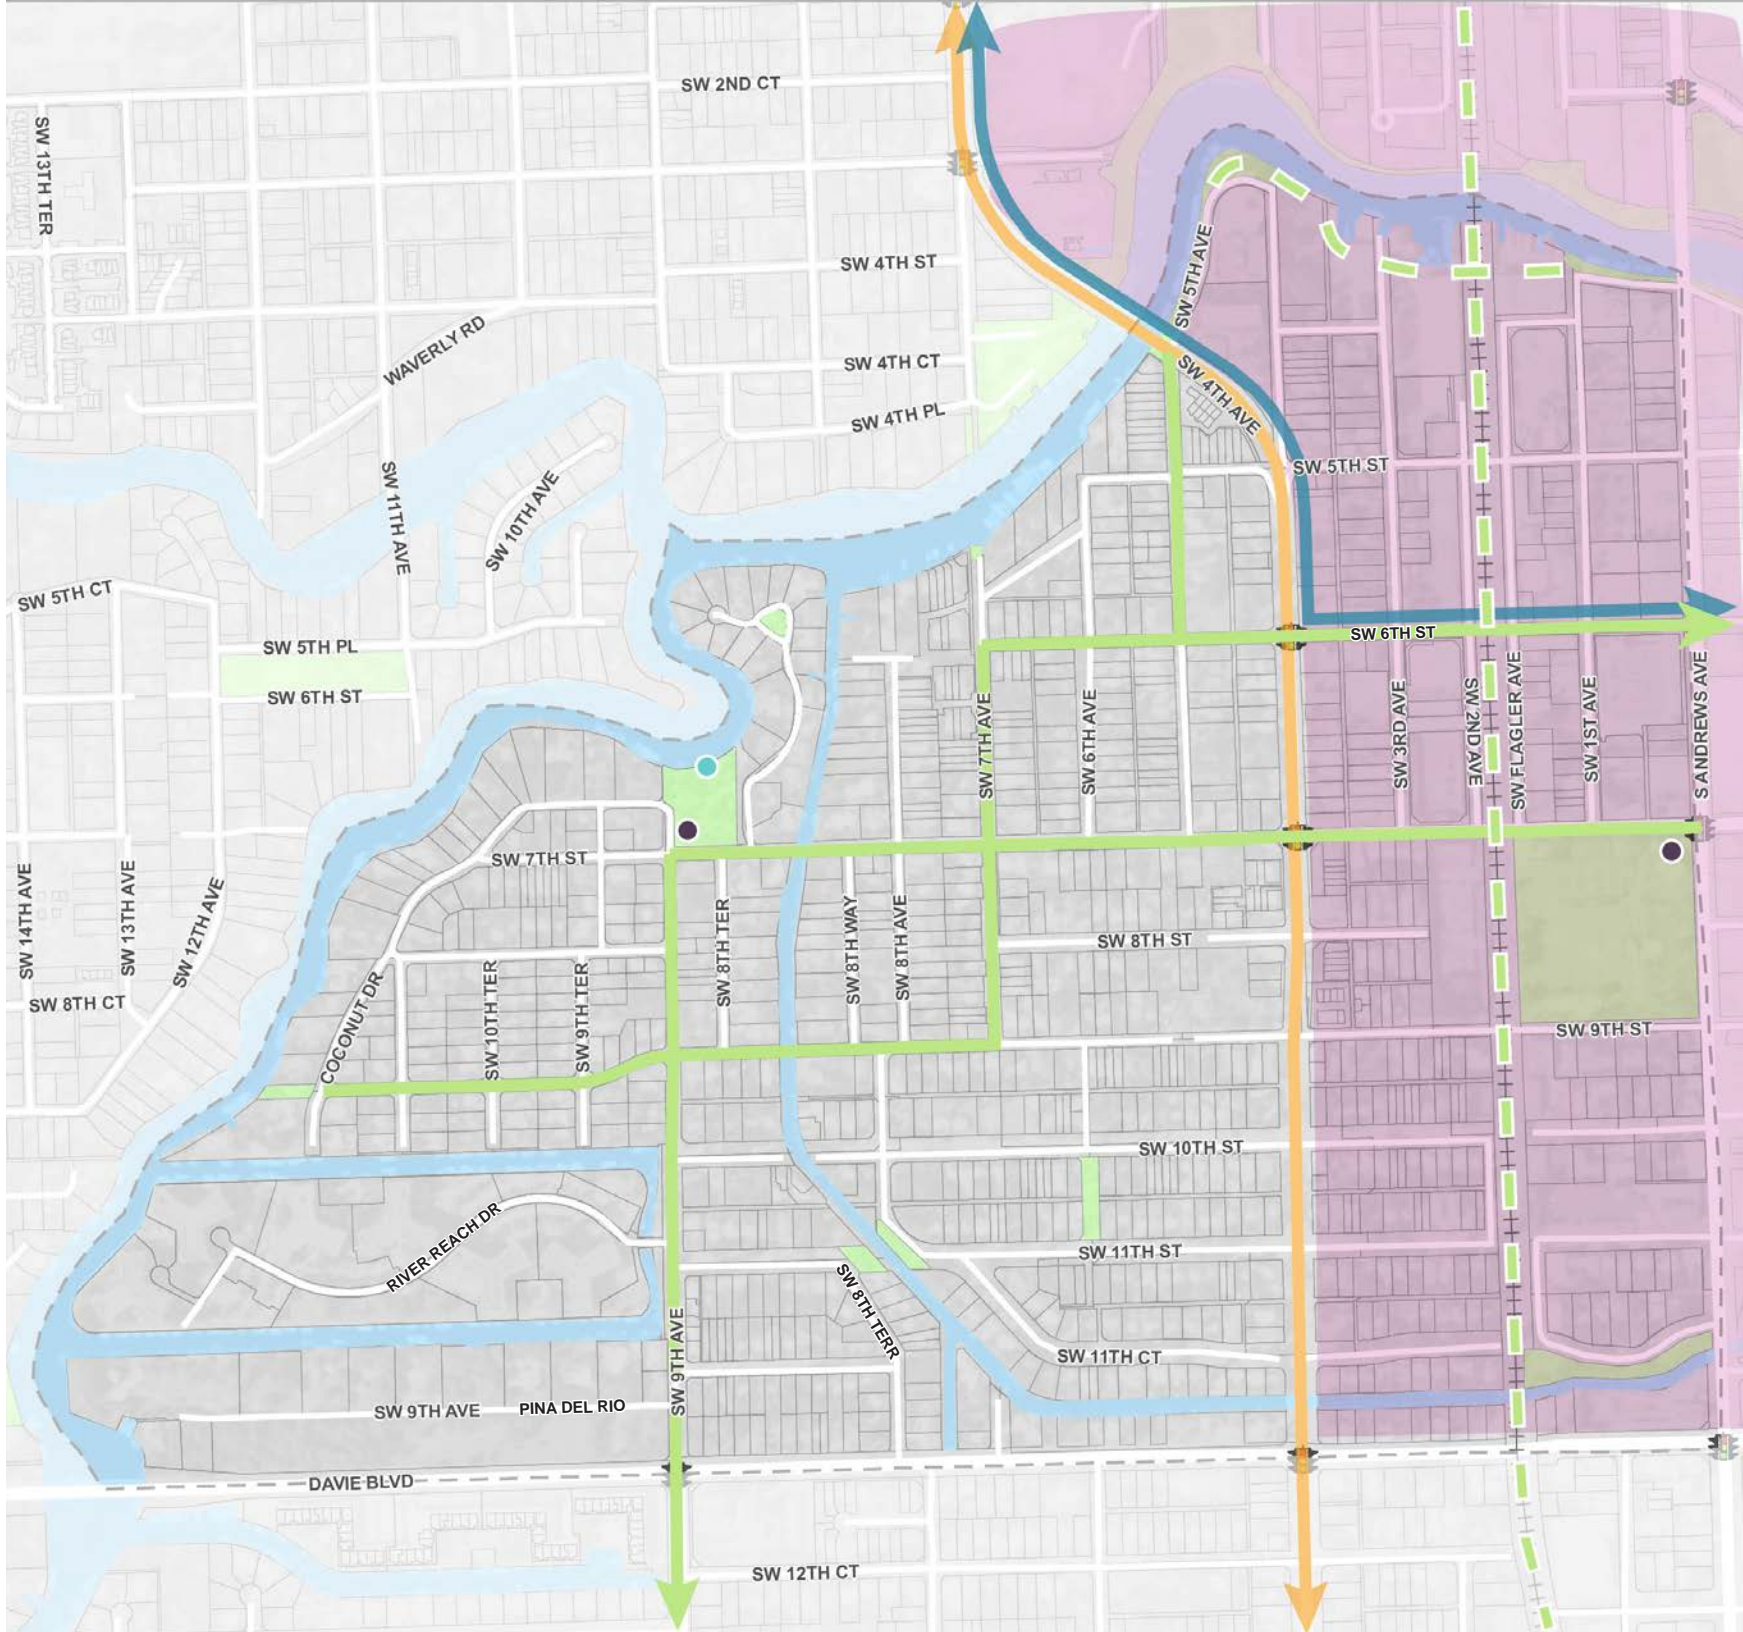 SW 2ND CT
SW 13TH TER
SW 4TH ST
SW 5TH AVE
WAVERLY RD
SW 4TH CT
SW 4TH AVE
SW 4TH PL
SW 5TH ST
SW 11TH AVE
SW 10TH AVE
SW 5TH CT
SW 6TH ST
SW 5TH PL
SW 6TH ST
SW 7TH AVE
SW 6TH AVE
SW 3RD AVE
SW 2ND AVE
SW FLAGLER AVE
SW 1ST AVE
S ANDREWS AVE
SW 7TH ST
SW 14TH AVE
SW 13TH AVE
SW 12TH AVE
SW 8TH TER
SW 8TH WAY
SW 8TH AVE
SW 8TH ST
SW 8TH CT
COCONUT DR
SW 10TH TER
SW 9TH TER
SW 9TH ST
SW 10TH ST
RIVER REACH DR
SW 11TH ST
SW 8TH TERR
SW 9TH AVE
SW 11TH CT
SW 9TH AVE
PINA DEL RIO
DAVIE BLVD
SW 12TH CT